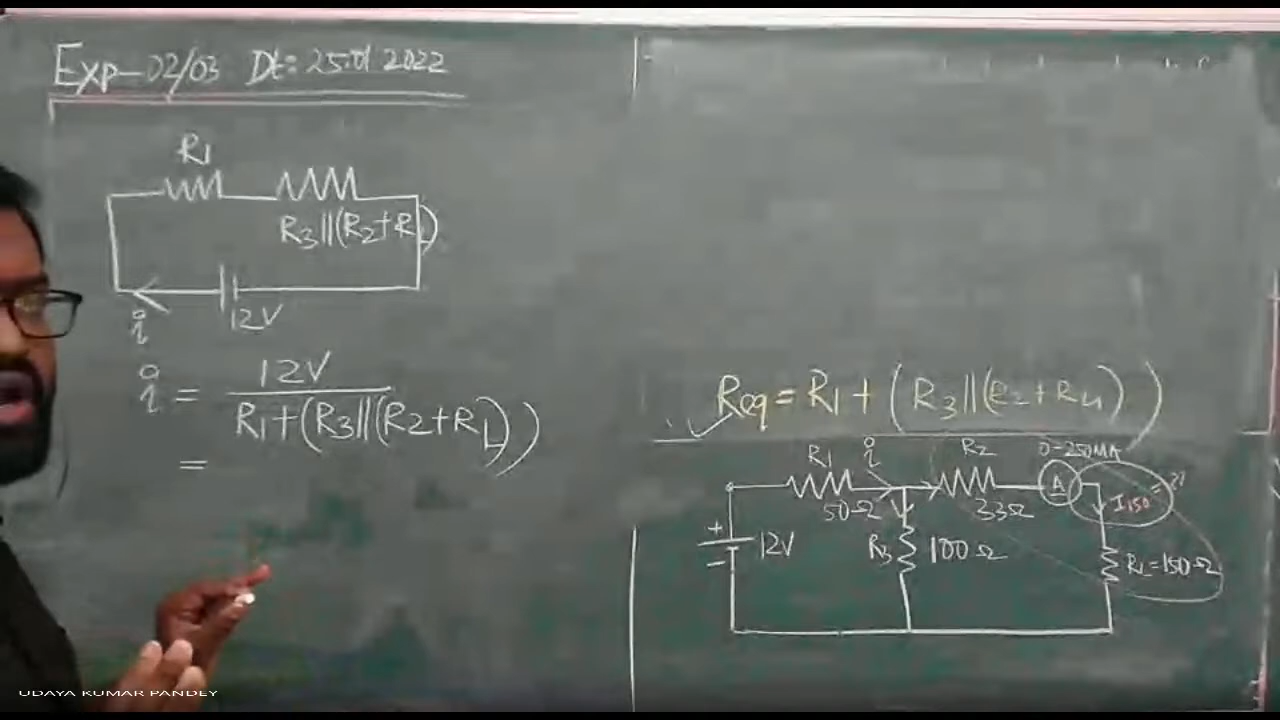 Exp-02/03 Dt: 25.01 2022
R1
R3||(R2+RL)
i
12V
i = 12V
R1+(R3||(R2+RL))
=
Req = R1 + (R3||(R2+RL))
R1 i R2 0-250MA
50Ω 33Ω A I150 = ?
+ 12V R3 100Ω RL=150Ω
-
UDAYA KUMAR PANDEY